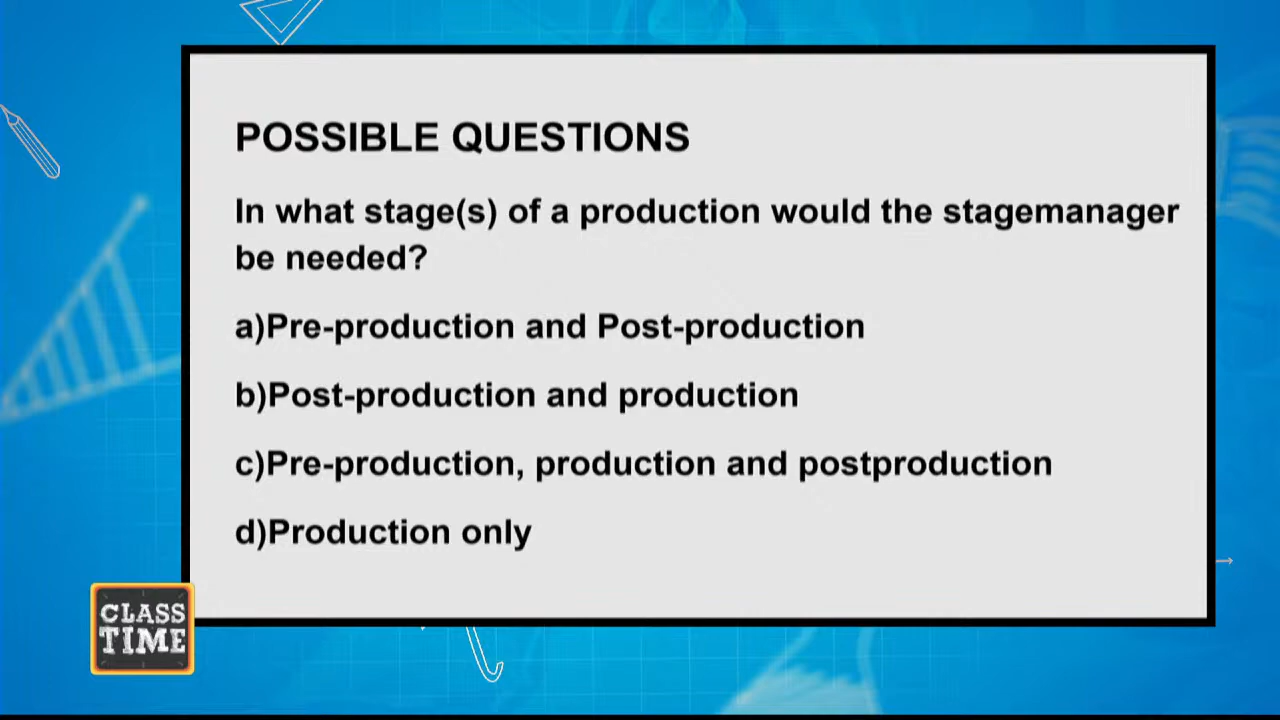 POSSIBLE QUESTIONS
In what stage(s) of a production would the stagemanager
be needed?
a)Pre-production and Post-production
b)Post-production and production
c)Pre-production, production and postproduction
d)Production only
CLASS
TIME